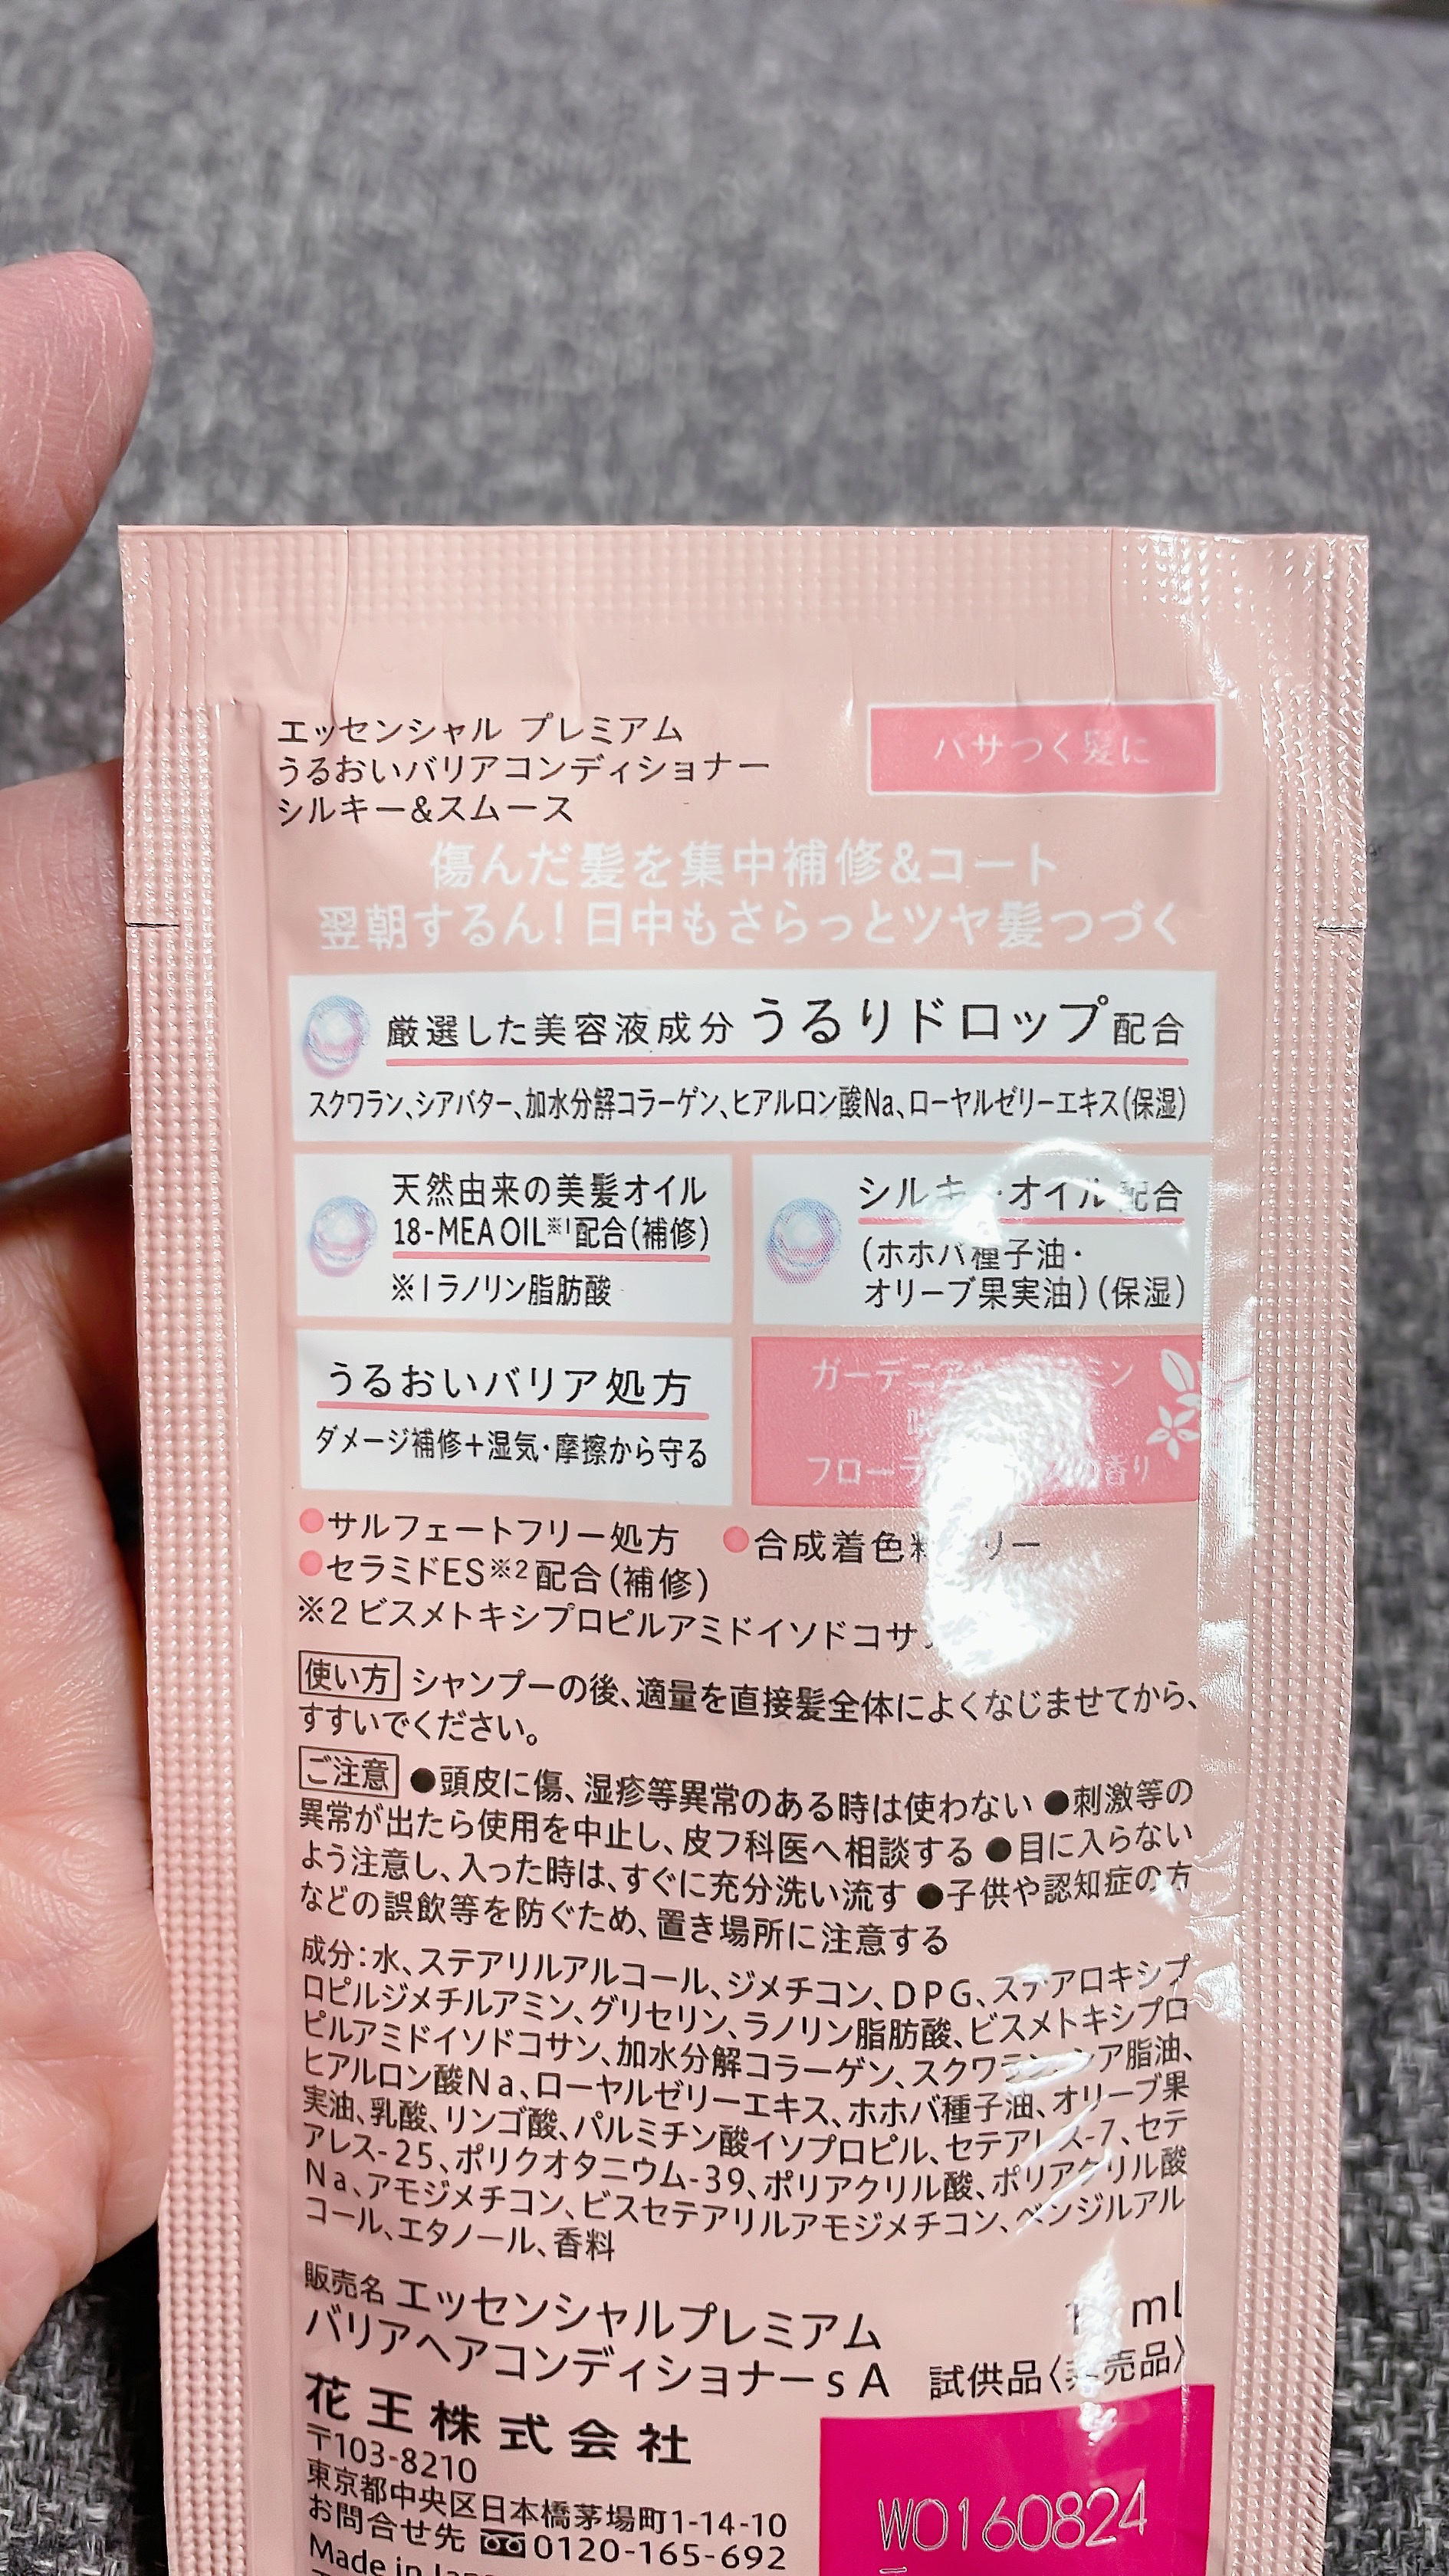 エッセンシャル プレミアム
うるおいバリアコンディショナー
シルキー&スムース
パサつく髪に
傷んだ髪を集中補修&コート
翌朝するん!日中もさらっとツヤ髪つづく
厳選した美容液成分 うるりドロップ配合
スクワラン、シアバター、加水分解コラーゲン、ヒアルロン酸Na、ローヤルゼリーエキス(保湿)
天然由来の美髪オイル
18-MEA OIL※1配合(補修)
※1ラノリン脂肪酸
オイル配合
(ホホバ種子油・
オリーブ果実油)(保湿)
うるおいバリア処方
ダメージ補修+湿気・摩擦から守る
の香り
●サルフェートフリー処方 ●合成着色
●セラミドES※2配合(補修)
※2 ビスメトキシプロピルアミドイソドコサ
使い方 シャンプーの後、適量を直接髪全体によくなじませてから、
すすいでください。
ご注意 ●頭皮に傷、湿疹等異常のある時は使わない ●刺激等の
異常が出たら使用を中止し、皮フ科医へ相談する ●目に入らない
よう注意し、入った時は、すぐに充分洗い流す ●子供や認知症の方
などの誤飲等を防ぐため、置き場所に注意する
成分:水、ステアリルアルコール、ジメチコン、DPG、ステアロキシプ
ロピルジメチルアミン、グリセリン、ラノリン脂肪酸、ビスメトキシプロ
ピルアミドイソドコサン、加水分解コラーゲン、スクワラン、シア脂油、
ヒアルロン酸Na、ローヤルゼリーエキス、ホホバ種子油、オリーブ果
実油、乳酸、リンゴ酸、パルミチン酸イソプロピル、セテアレス-7、セテ
アレス-25、ポリクオタニウム-39、ポリアクリル酸、ポリアクリル酸
Na、アモジメチコン、ビスセテアリルアモジメチコン、ベンジルアル
コール、エタノール、香料
販売名 エッセンシャルプレミアム
バリアヘアコンディショナーsA
ml
試供品〈非売品〉
花王株式会社
〒103-8210
東京都中央区日本橋茅場町1-14-10
お問合せ先 0120-165-692
Made in
W0160824